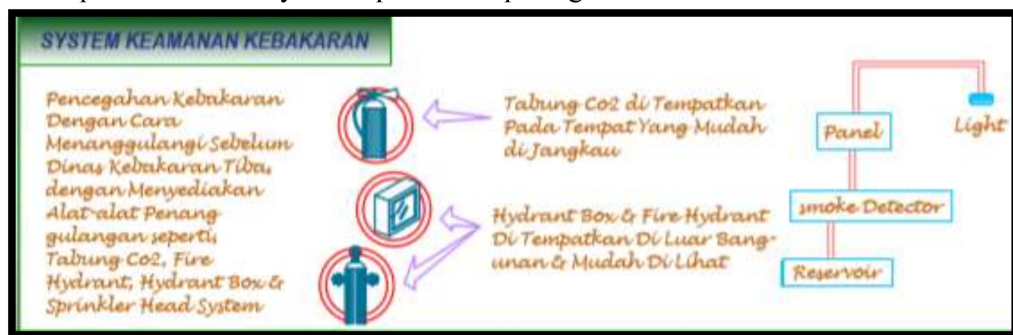 SYSTEM KEAMANAN KEBAKARAN
Pencegahan Kebakaran
Dengan Cara
Menanggulangi Sebelum
Dinas Kebakaran Tiba,
dengan Menyediakan
Alat-alat Penang
gulangan seperti,
Tabung Co2, Fire
Hydrant, Hydrant Box &
Sprinkler Head System
Tabung Co2 di Tempatkan
Pada Tempat Yang Mudah
di Jangkau
Hydrant Box & Fire Hydrant
Di Tempatkan Di Luar Bang-
unan & Mudah Di Lihat
Light
Panel
smoke Detector
Reservoir